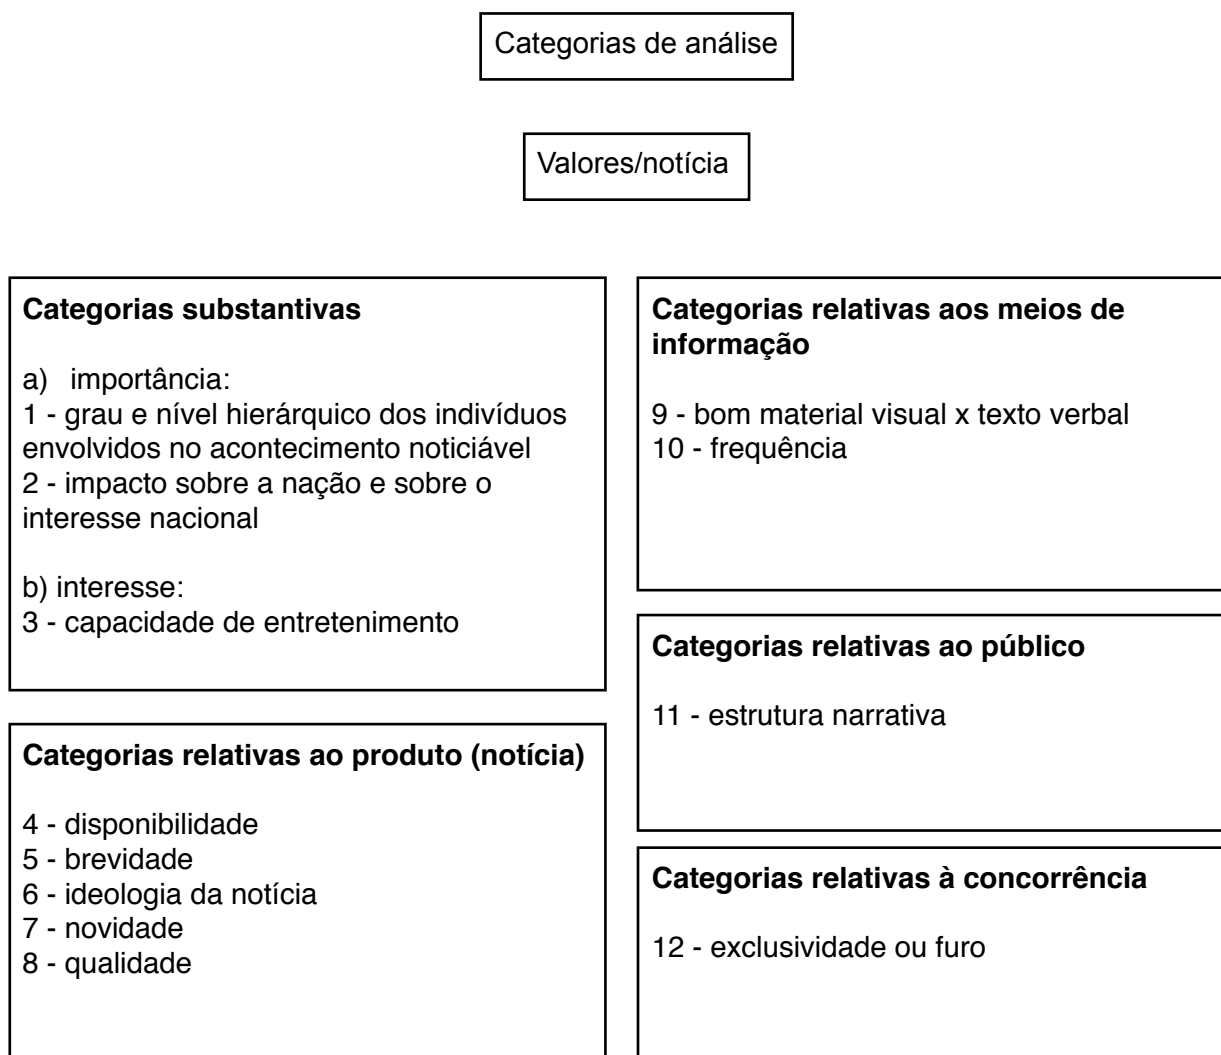 Categorias de análise
Valores/notícia
Categorias substantivas
a) importância:
1 - grau e nível hierárquico dos indivíduos
envolvidos no acontecimento noticiável
2 - impacto sobre a nação e sobre o
interesse nacional
b) interesse:
3 - capacidade de entretenimento
Categorias relativas ao produto (notícia)
4 - disponibilidade
5 - brevidade
6 - ideologia da notícia
7 - novidade
8 - qualidade
Categorias relativas aos meios de
informação
9 - bom material visual x texto verbal
10 - frequência
Categorias relativas ao público
11 - estrutura narrativa
Categorias relativas à concorrência
12 - exclusividade ou furo